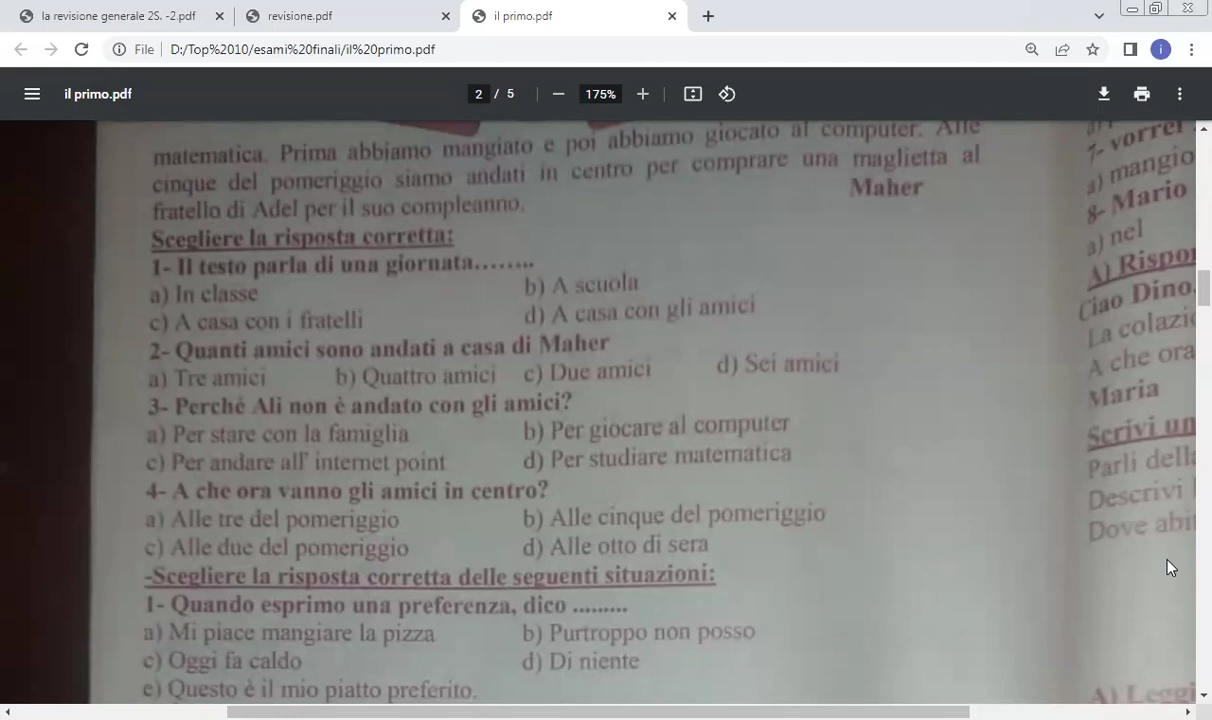 la revisione generale 2S. -2.pdf
revisione.pdf
il primo.pdf
File
D:/Top%2010/esami%20finali/il%20primo.pdf
i
il primo.pdf
2 / 5
175%
matematica. Prima abbiamo mangiato e poi abbiamo giocato al computer. Alle
cinque del pomeriggio siamo andati in centro per comprare una maglietta al
fratello di Adel per il suo compleanno.
Maher
Scegliere la risposta corretta:
1- Il testo parla di una giornata........
a) In classe b) A scuola
c) A casa con i fratelli d) A casa con gli amici
2- Quanti amici sono andati a casa di Maher
a) Tre amici b) Quattro amici c) Due amici d) Sei amici
3- Perché Ali non è andato con gli amici?
a) Per stare con la famiglia b) Per giocare al computer
c) Per andare all' internet point d) Per studiare matematica
4- A che ora vanno gli amici in centro?
a) Alle tre del pomeriggio b) Alle cinque del pomeriggio
c) Alle due del pomeriggio d) Alle otto di sera
-Scegliere la risposta corretta delle seguenti situazioni:
1- Quando esprimo una preferenza, dico .........
a) Mi piace mangiare la pizza b) Purtroppo non posso
c) Oggi fa caldo d) Di niente
e) Questo è il mio piatto preferito.
7- vorrei
a) mangio
8- Mario
a) nel
A) Rispon
Ciao Dino,
La colazi
A che ora
Maria
Scrivi un
Parli della
Descrivi
Dove abit
A) Leggi